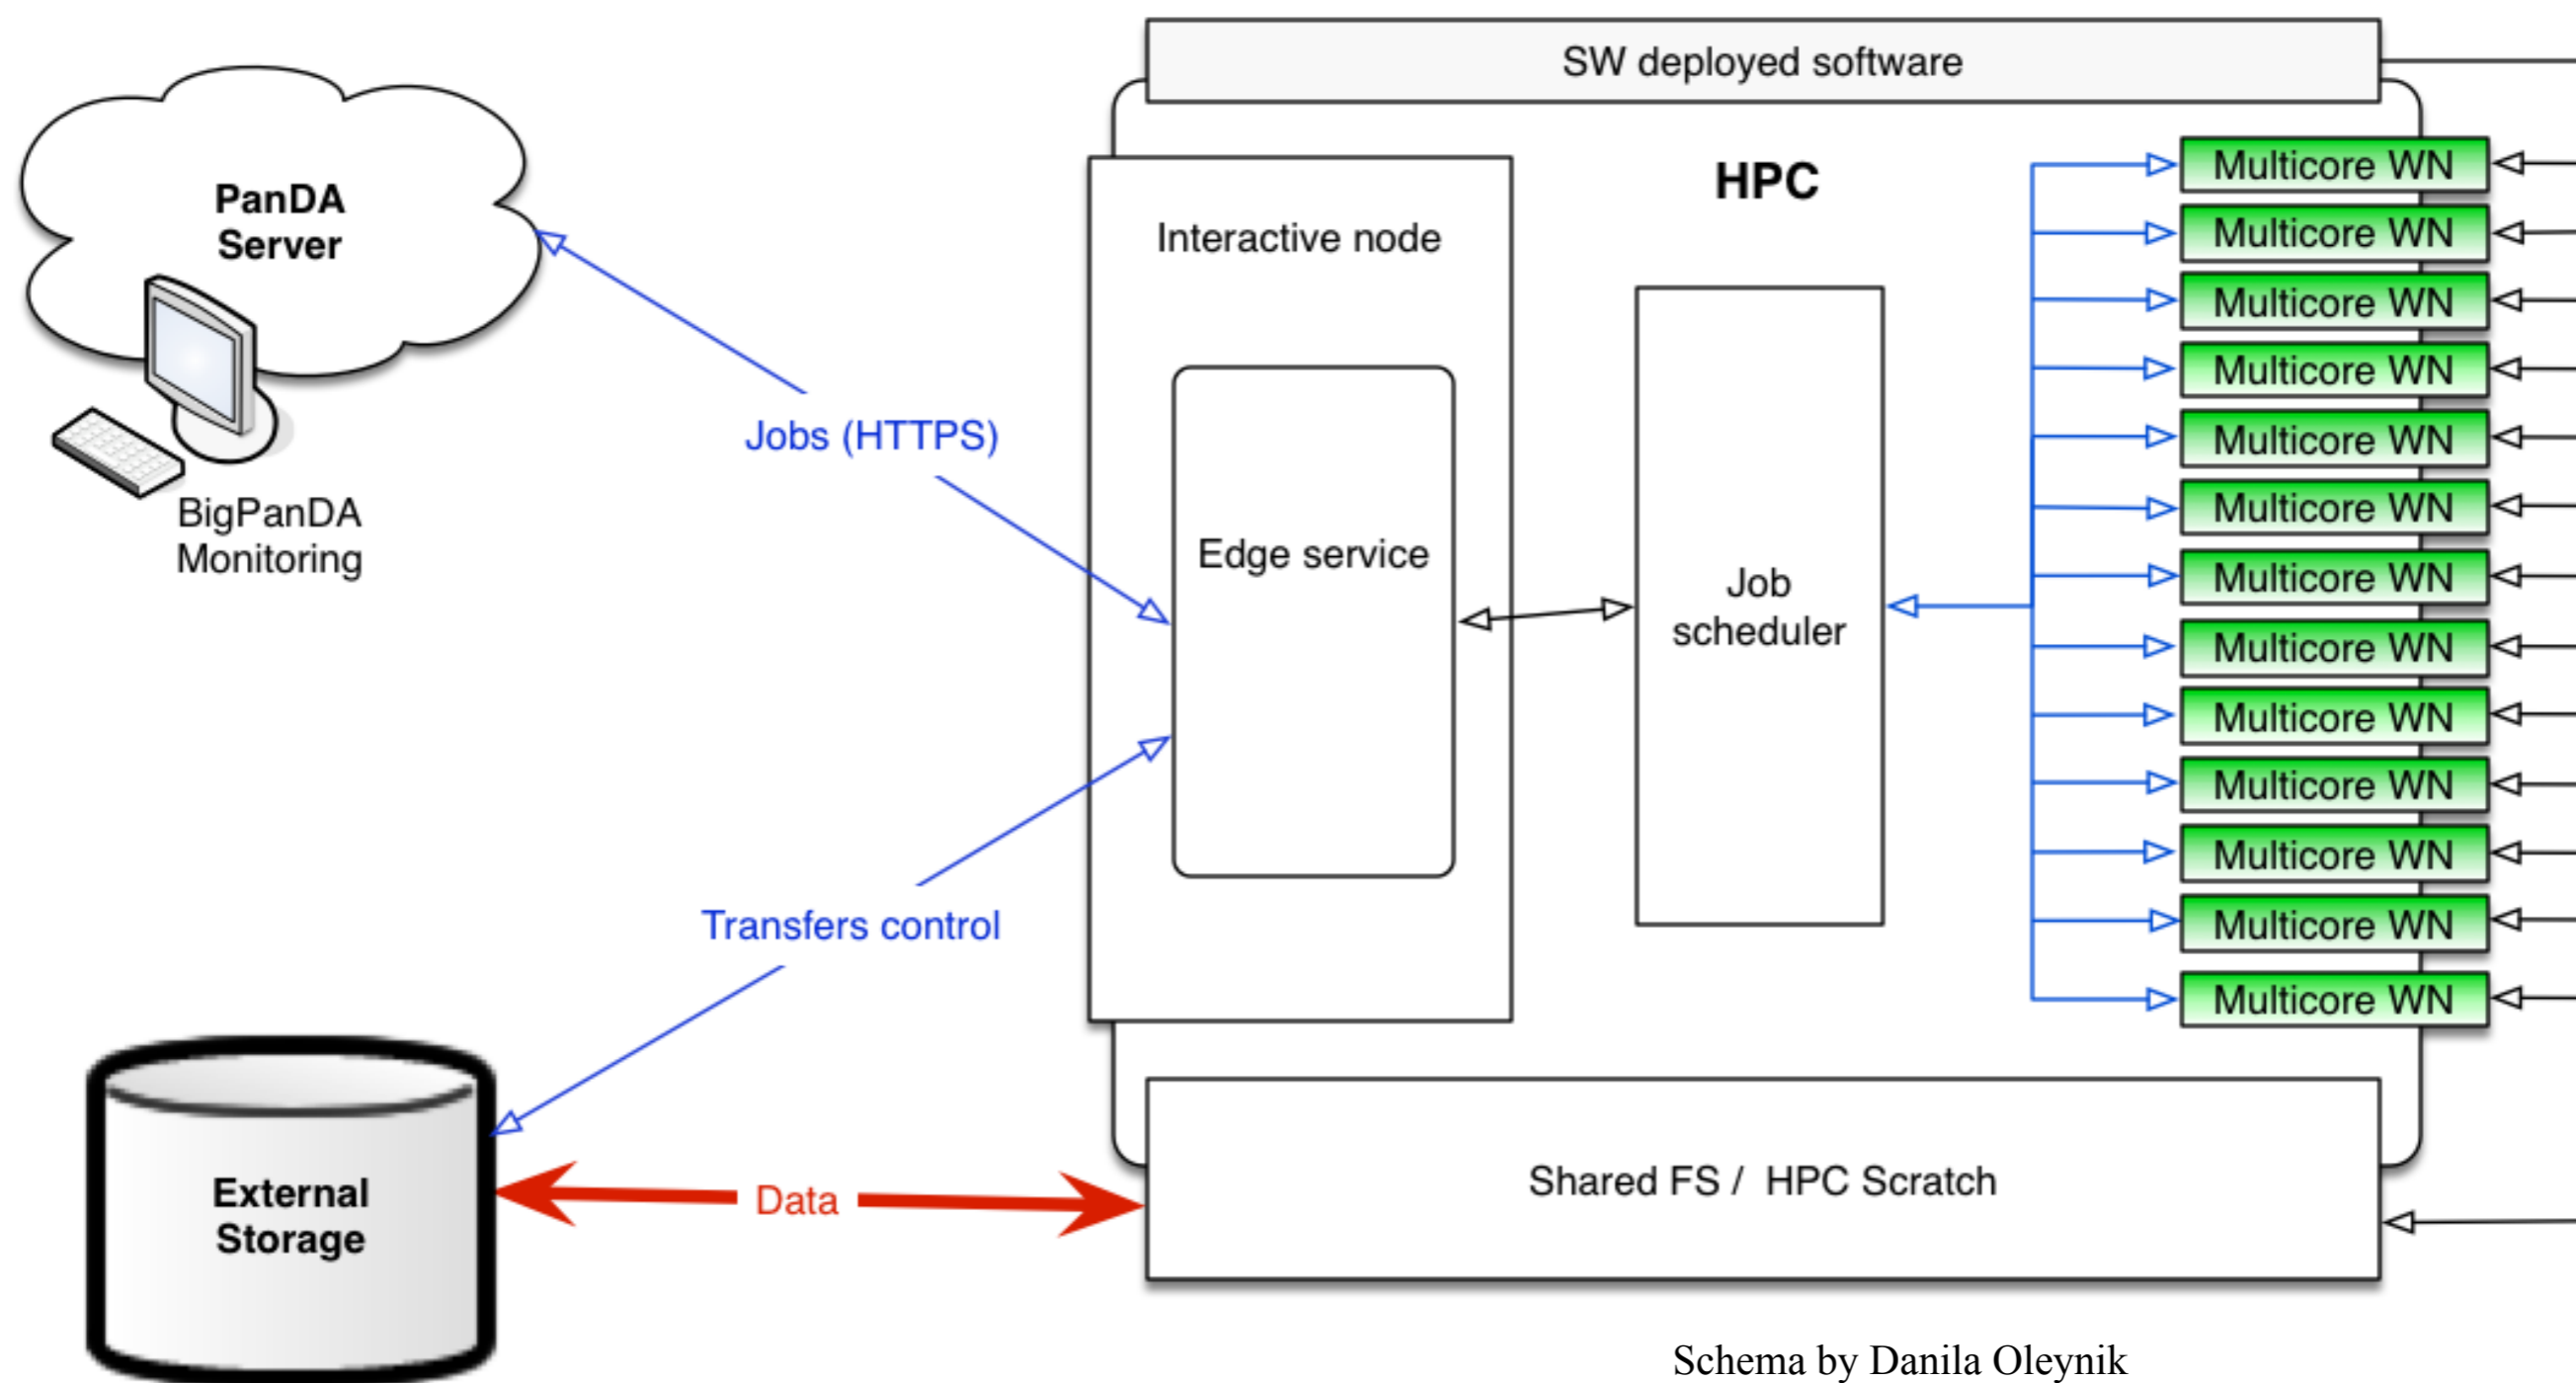 SW deployed software
PanDA
Server
BigPanDA
Monitoring
Jobs (HTTPS)
Transfers control
External
Storage
Data
HPC
Interactive node
Edge service
Job
scheduler
Multicore WN
Multicore WN
Multicore WN
Multicore WN
Multicore WN
Multicore WN
Multicore WN
Multicore WN
Multicore WN
Multicore WN
Multicore WN
Multicore WN
Multicore WN
Shared FS / HPC Scratch
Schema by Danila Oleynik